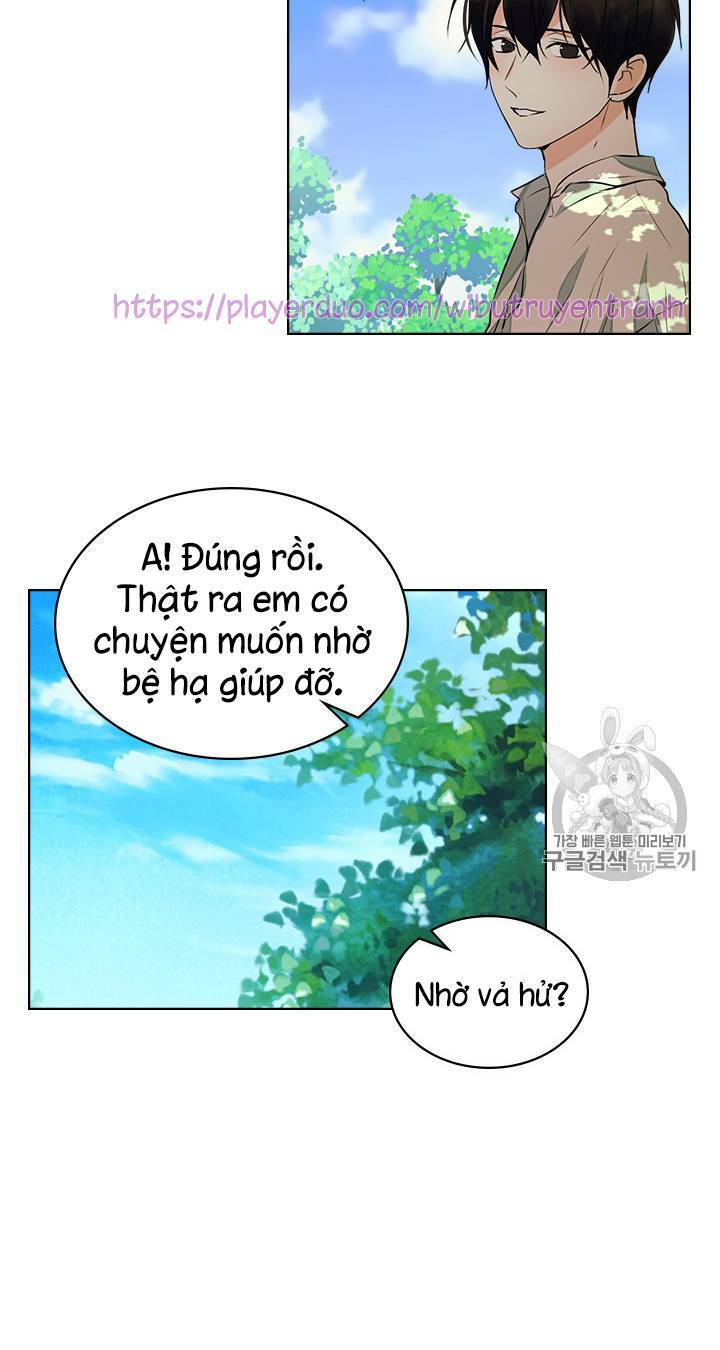 https://playerduo.com/wibutruyentranh
A! Đúng rồi.
Thật ra em có
chuyện muốn nhờ
bệ hạ giúp đỡ.
가장 빠른 웹툰 미리보기
구글검색 뉴토끼
Nhờ vả hử?